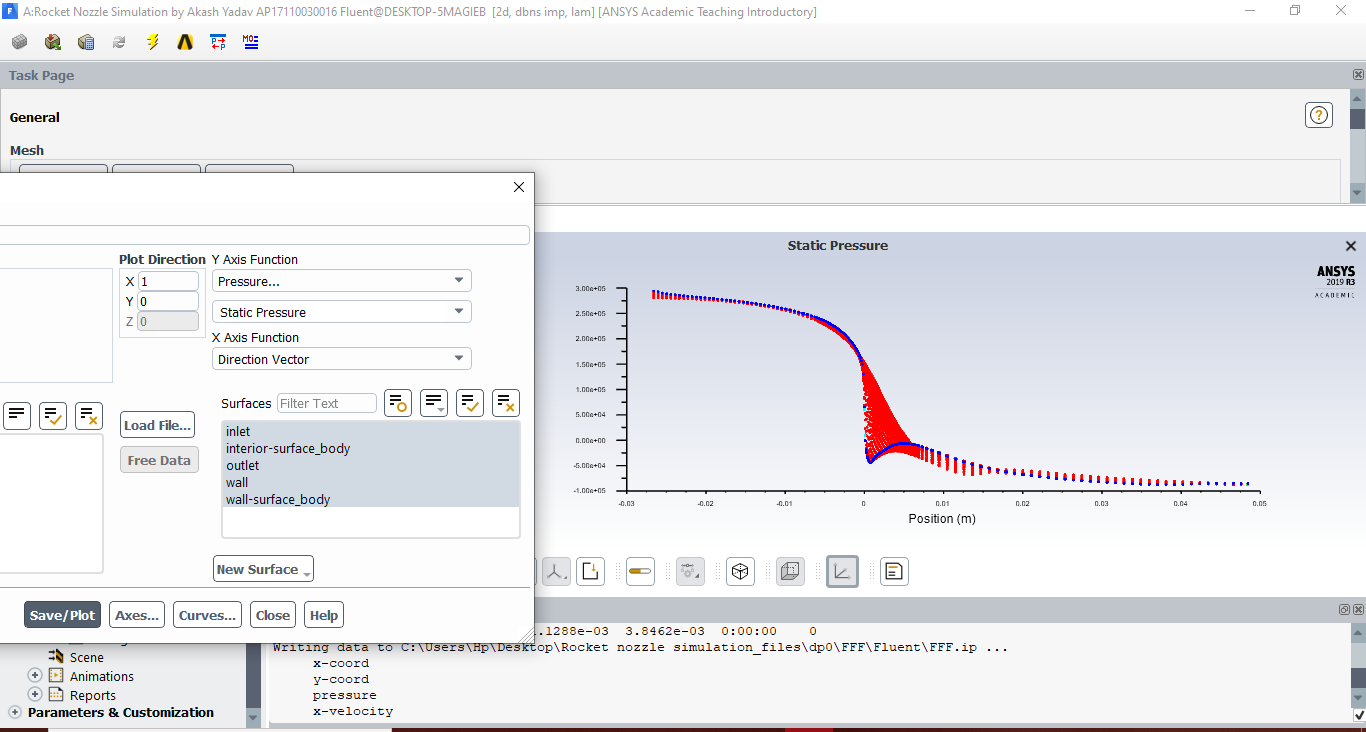 A:Rocket Nozzle Simulation by Akash Yadav AP17110030016 Fluent@DESKTOP-5MAGIEB [2d, dbns imp, lam] [ANSYS Academic Teaching Introductory]
Task Page
General
Mesh
Plot Direction
X 1
Y 0
Z 0
Y Axis Function
Pressure...
Static Pressure
X Axis Function
Direction Vector
Surfaces Filter Text
inlet
interior-surface_body
outlet
wall
wall-surface_body
Load File...
Free Data
New Surface
Save/Plot Axes... Curves... Close Help
Static Pressure
ANSYS
2019 R3
ACADEMIC
3.00e+05
2.50e+05
2.00e+05
1.50e+05
1.00e+05
5.00e+04
0.00e+00
-5.00e+04
-1.00e+05
-0.03 -0.02 -0.01 0 0.01 0.02 0.03 0.04 0.05
Position (m)
Scene
Animations
Reports
Parameters & Customization
.1288e-03 3.8462e-03 0:00:00 0
Writing data to C:\Users\Hp\Desktop\Rocket nozzle simulation_files\dp0\FFF\Fluent\FFF.ip ...
x-coord
y-coord
pressure
x-velocity